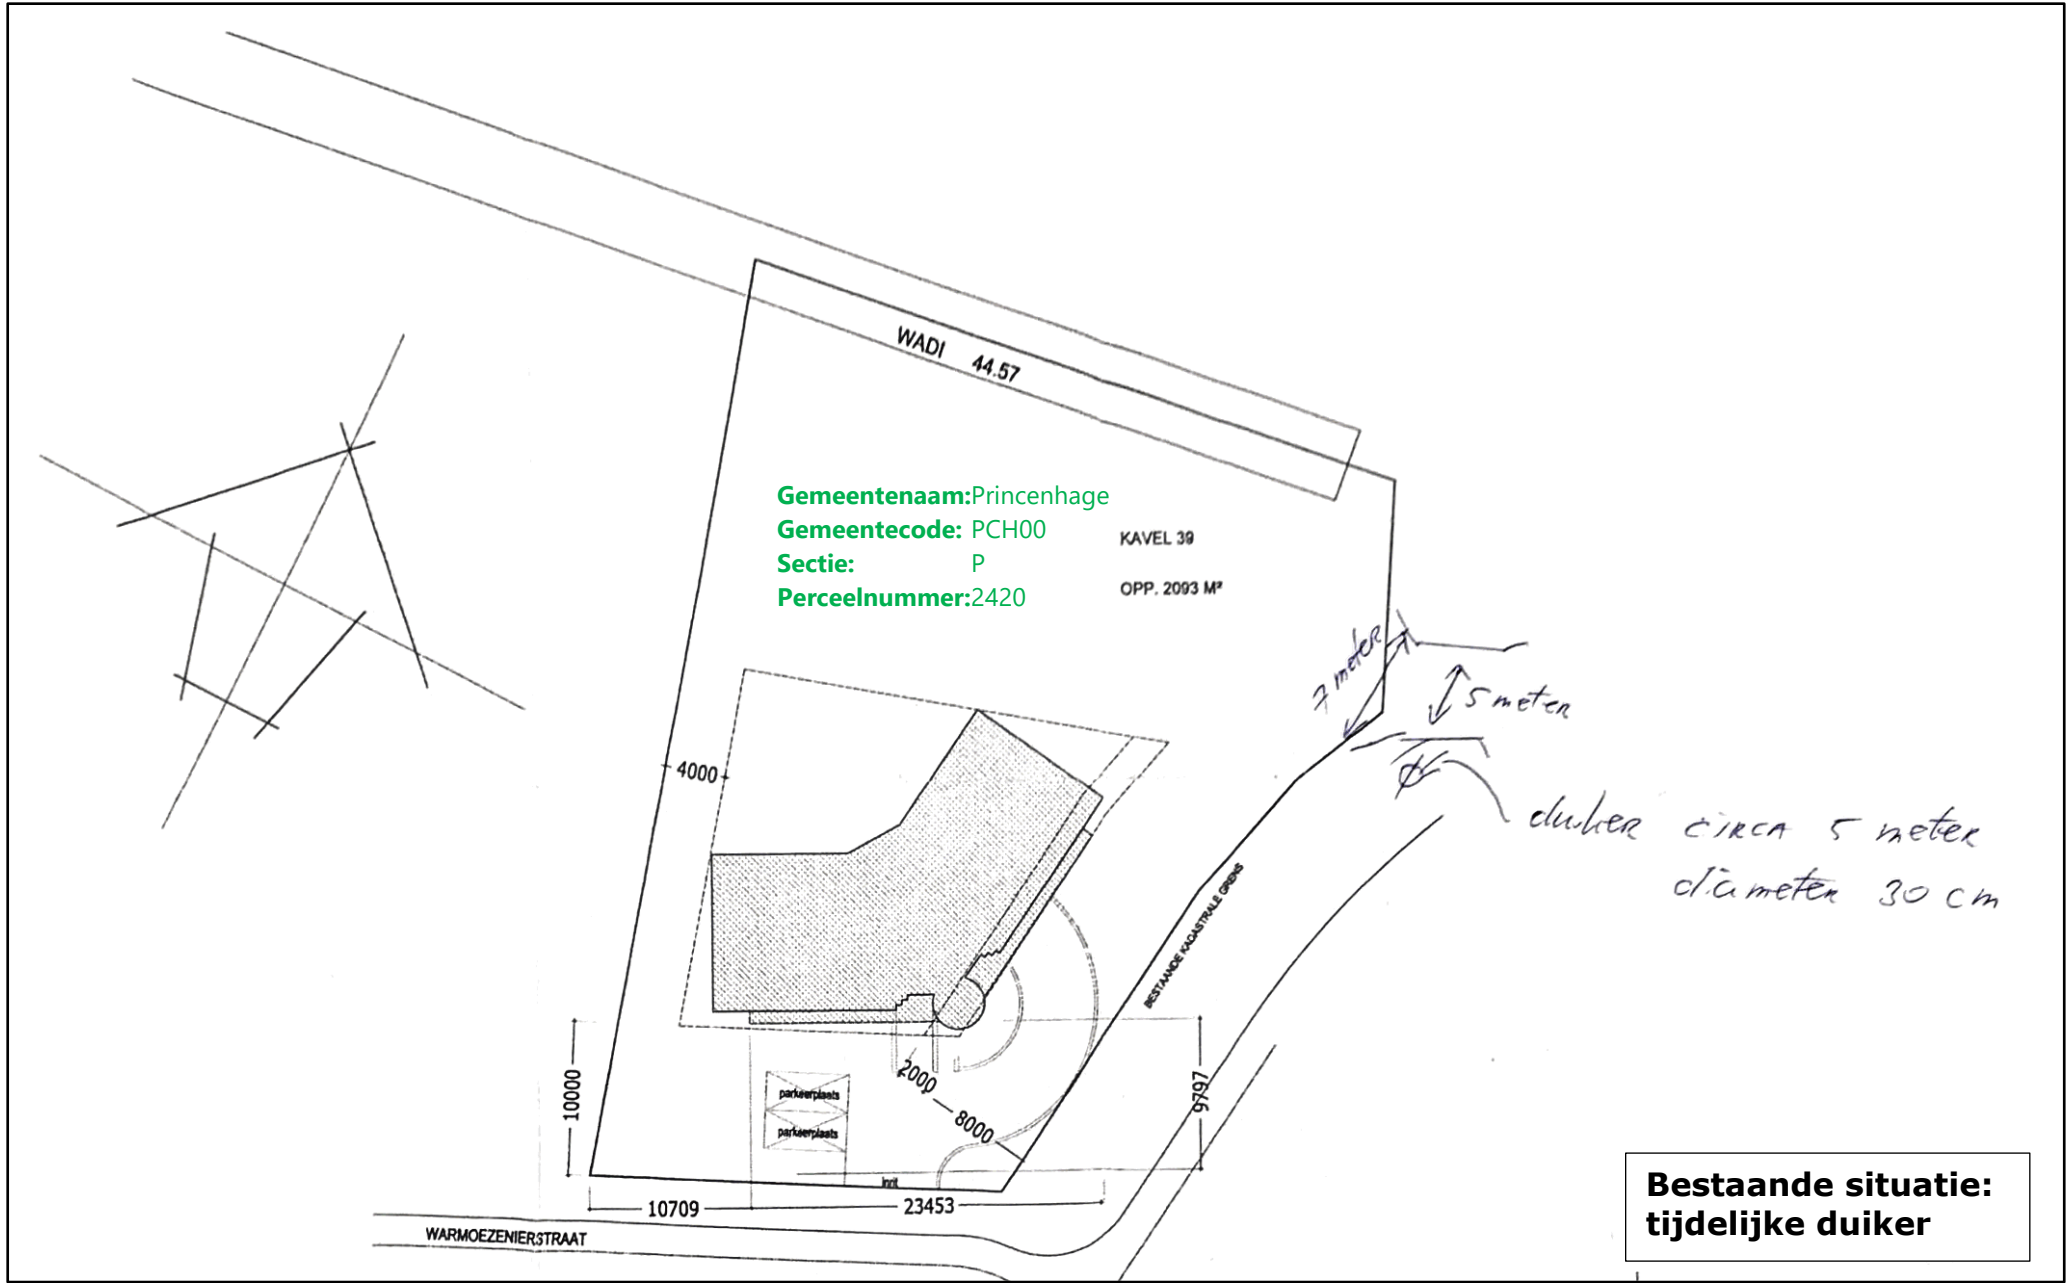 WADI 44.57
Gemeentenaam:Princenhage
Gemeentecode: PCH00
Sectie: P
Perceelnummer:2420
KAVEL 39
OPP. 2093 M²
7 meter
5 meter
4000
duiker circa 5 meter
diameter 30 cm
BESTAANDE KADASTRALE GRENS
10000
parkeerplaats
parkeerplaats
2000
8000
9797
inrit
10709
23453
WARMOEZENIERSTRAAT
Bestaande situatie:
tijdelijke duiker